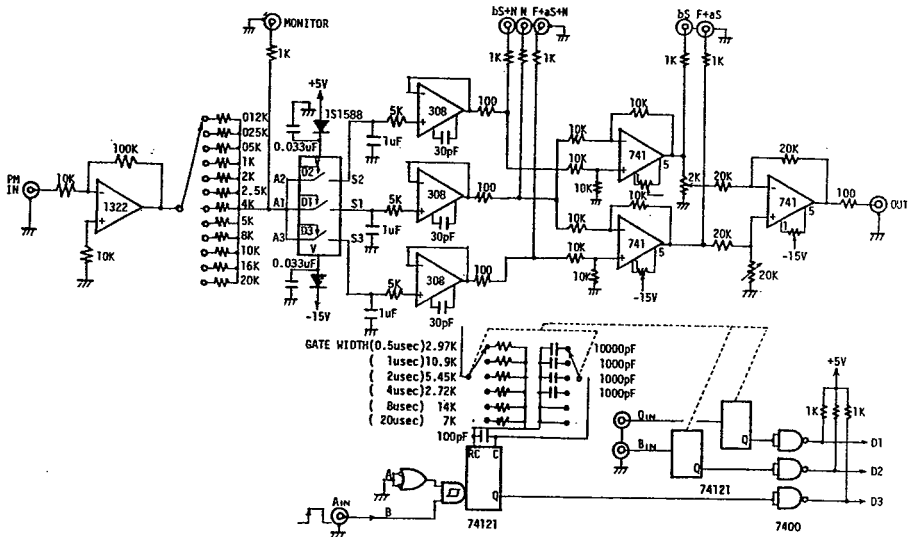 MONITOR
bS+N N F+aS+N
bS F+aS
1K
1K
1K
1K
1K
+5V
1S1588
0.033uF
5K
308
100
30pF
1uF
PM
IN
10K
100K
1322
10K
012K
025K
05K
1K
2K
2.5K
4K
5K
8K
10K
16K
20K
A2
A1
A3
D2
D1
D3
V
S2
S1
S3
5K
308
100
30pF
1uF
5K
308
100
30pF
1uF
0.033uF
-15V
10K
10K
10K
10K
741
5
10K
10K
10K
10K
741
5
-15V
2K
20K
20K
20K
20K
741
5
-15V
100
OUT
GATE WIDTH(0.5usec)2.97K
( 1usec)10.9K
( 2usec)5.45K
( 4usec)2.72K
( 8usec) 14K
( 20usec) 7K
10000pF
1000pF
1000pF
1000pF
100pF
RC C
Q
74121
A
AIN
B
QIN
BIN
Q
Q
74121
7400
+5V
1K
1K
1K
D1
D2
D3